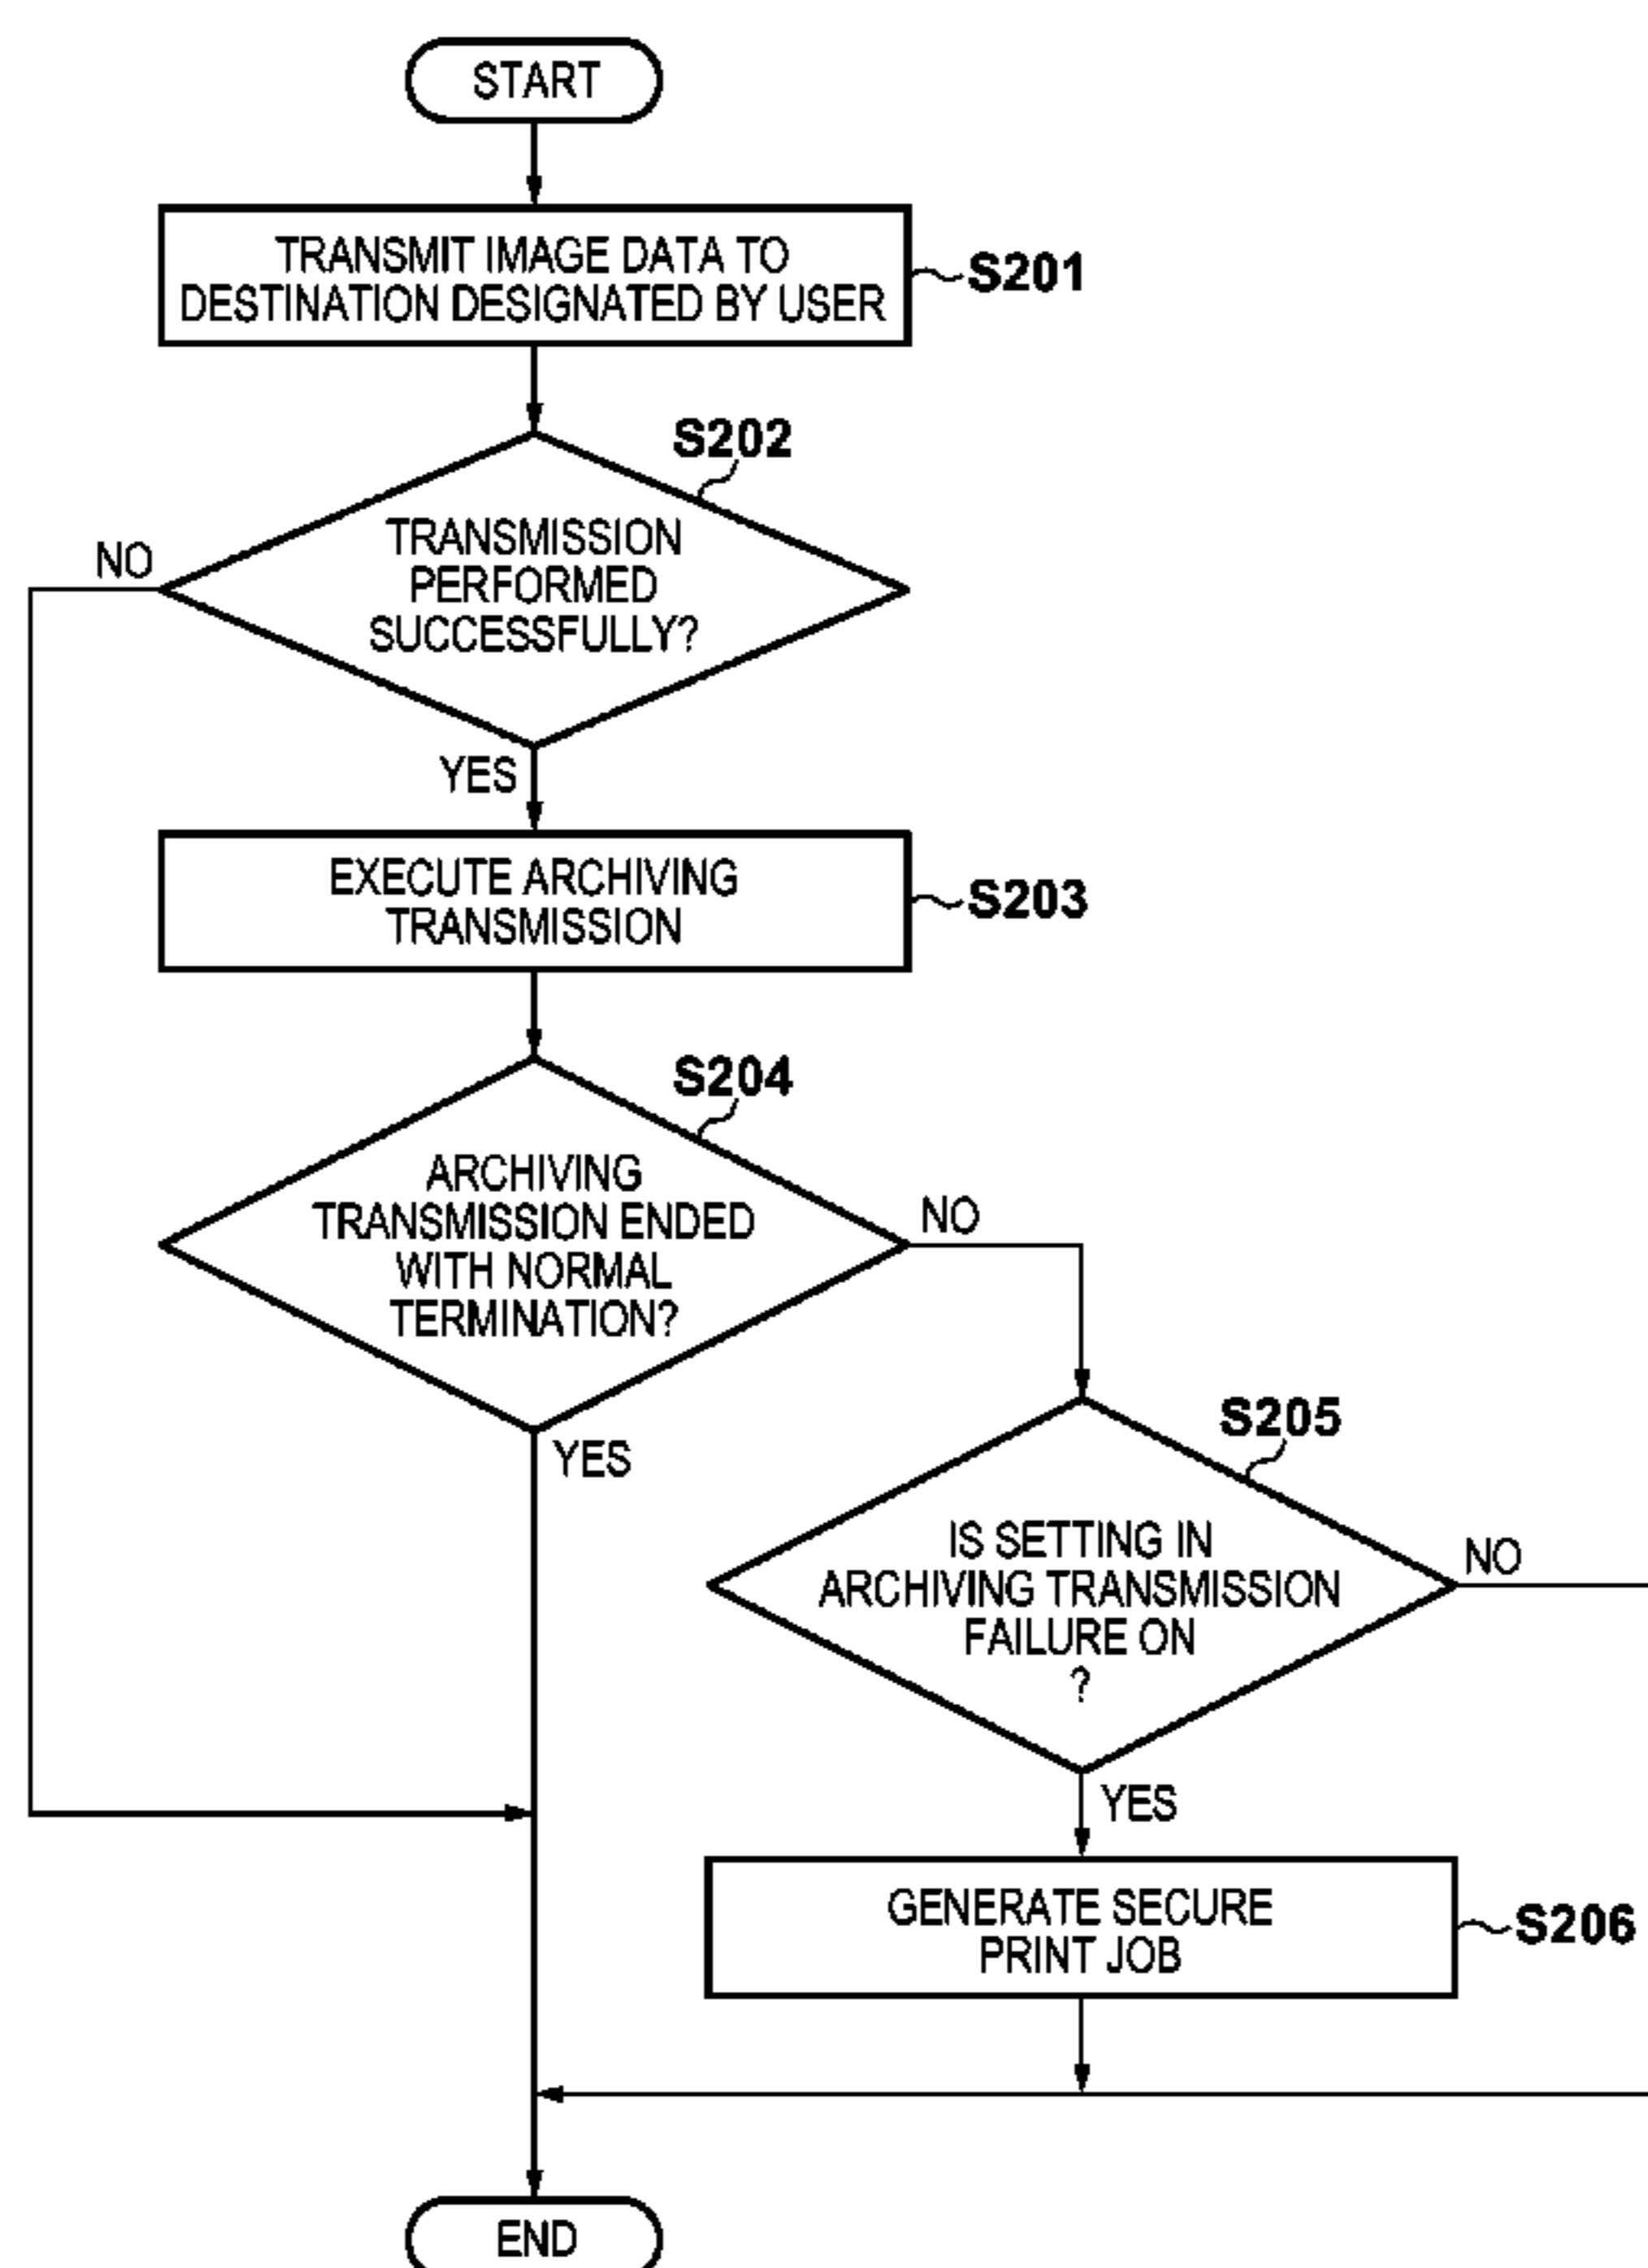 START
TRANSMIT IMAGE DATA TO
DESTINATION DESIGNATED BY USER
S201
S202
TRANSMISSION
PERFORMED
SUCCESSFULLY?
NO
YES
EXECUTE ARCHIVING
TRANSMISSION
S203
S204
ARCHIVING
TRANSMISSION ENDED
WITH NORMAL
TERMINATION?
NO
YES
S205
IS SETTING IN
ARCHIVING TRANSMISSION
FAILURE ON
?
NO
YES
GENERATE SECURE
PRINT JOB
S206
END